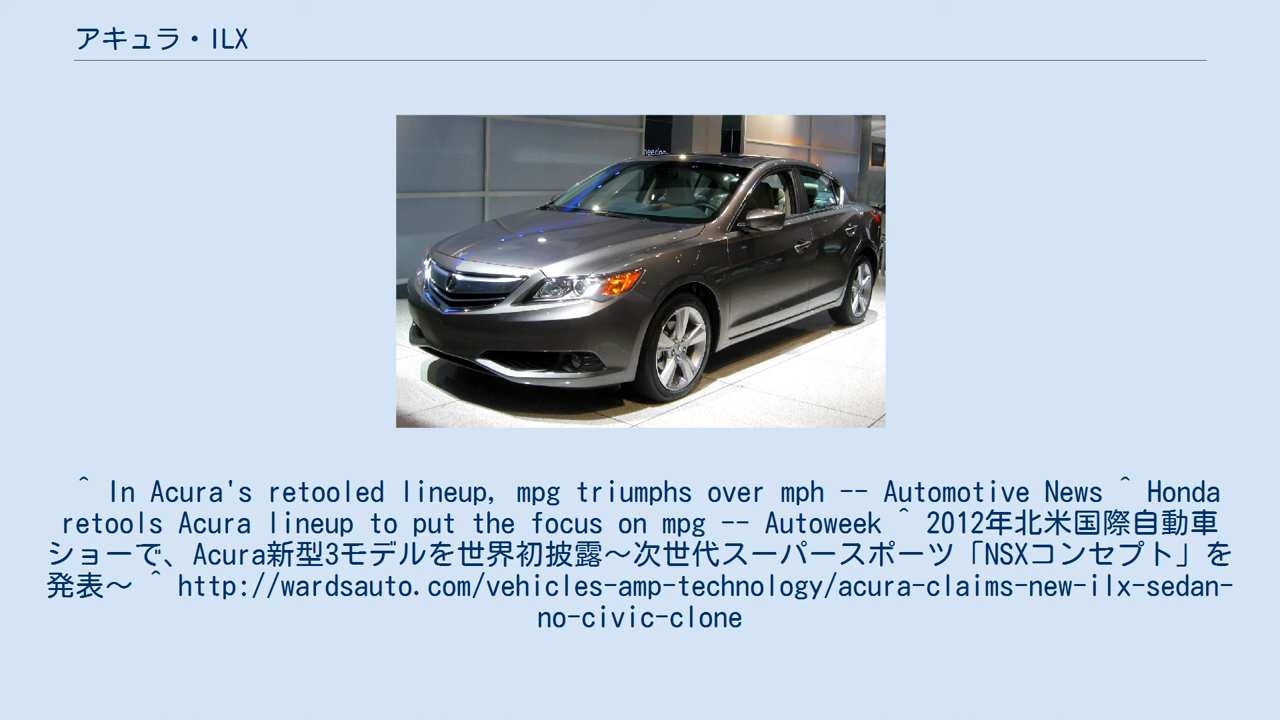 アキュラ・ILX
neering
^ In Acura's retooled lineup, mpg triumphs over mph -- Automotive News ^ Honda
retools Acura lineup to put the focus on mpg -- Autoweek ^ 2012年北米国際自動車
ショーで、Acura新型3モデルを世界初披露～次世代スーパースポーツ「NSXコンセプト」を
発表～ ^ http://wardsauto.com/vehicles-amp-technology/acura-claims-new-ilx-sedan-
no-civic-clone